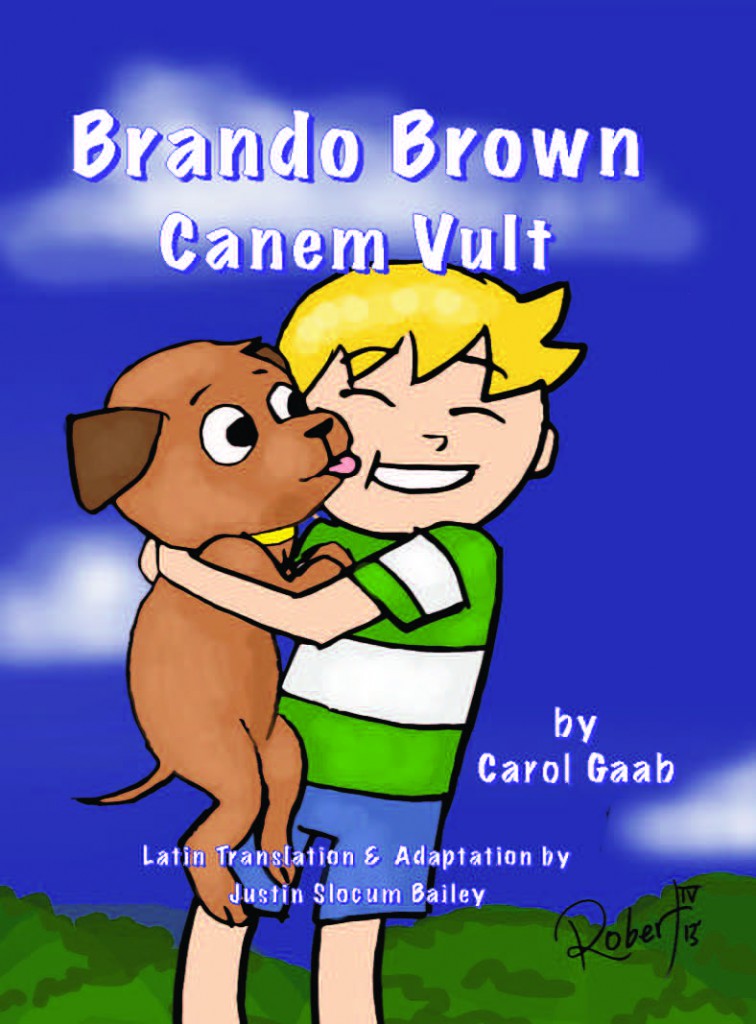 Brando Brown
Canem Vult
by
Carol Gaab
Latin Translation & Adaptation by
Justin Slocum Bailey
Robert IV
13